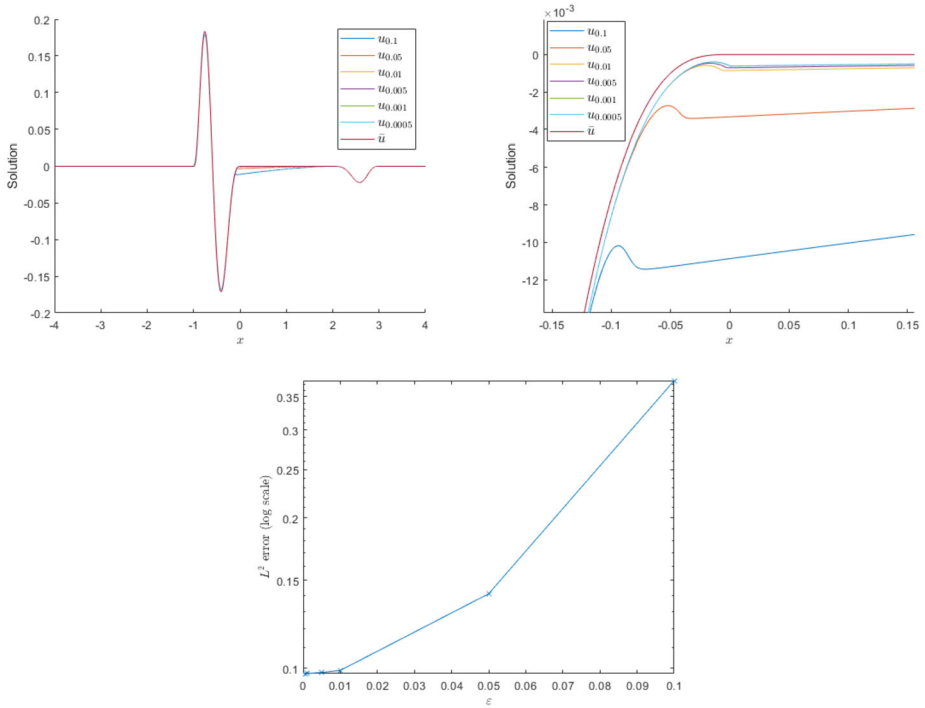 0.2
0.15
0.1
0.05
0
-0.05
-0.1
-0.15
-0.2
-4
-3
-2
-1
0
1
2
3
4
x
Solution
u0.1
u0.05
u0.01
u0.005
u0.001
u0.0005
ū
×10⁻³
0
-2
-4
-6
-8
-10
-12
-0.15
-0.1
-0.05
0
0.05
0.1
0.15
x
Solution
u0.1
u0.05
u0.01
u0.005
u0.001
u0.0005
ū
0.35
0.3
0.25
0.2
0.15
0.1
0
0.01
0.02
0.03
0.04
0.05
0.06
0.07
0.08
0.09
0.1
ε
L² error (log scale)